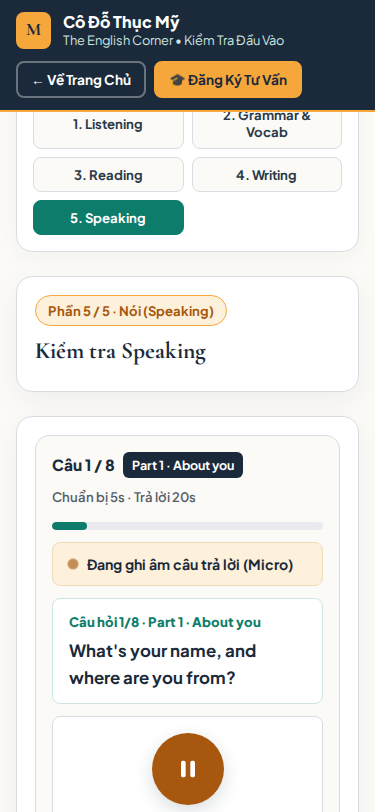 M
Cô Đỗ Thục Mỹ
The English Corner • Kiểm Tra Đầu Vào
← Về Trang Chủ
🎓 Đăng Ký Tư Vấn
1. Listening
2. Grammar &
Vocab
3. Reading
4. Writing
5. Speaking
Phần 5 / 5 · Nói (Speaking)
Kiểm tra Speaking
Câu 1 / 8
Part 1 · About you
Chuẩn bị 5s · Trả lời 20s
Đang ghi âm câu trả lời (Micro)
Câu hỏi 1/8 · Part 1 · About you
What's your name, and
where are you from?